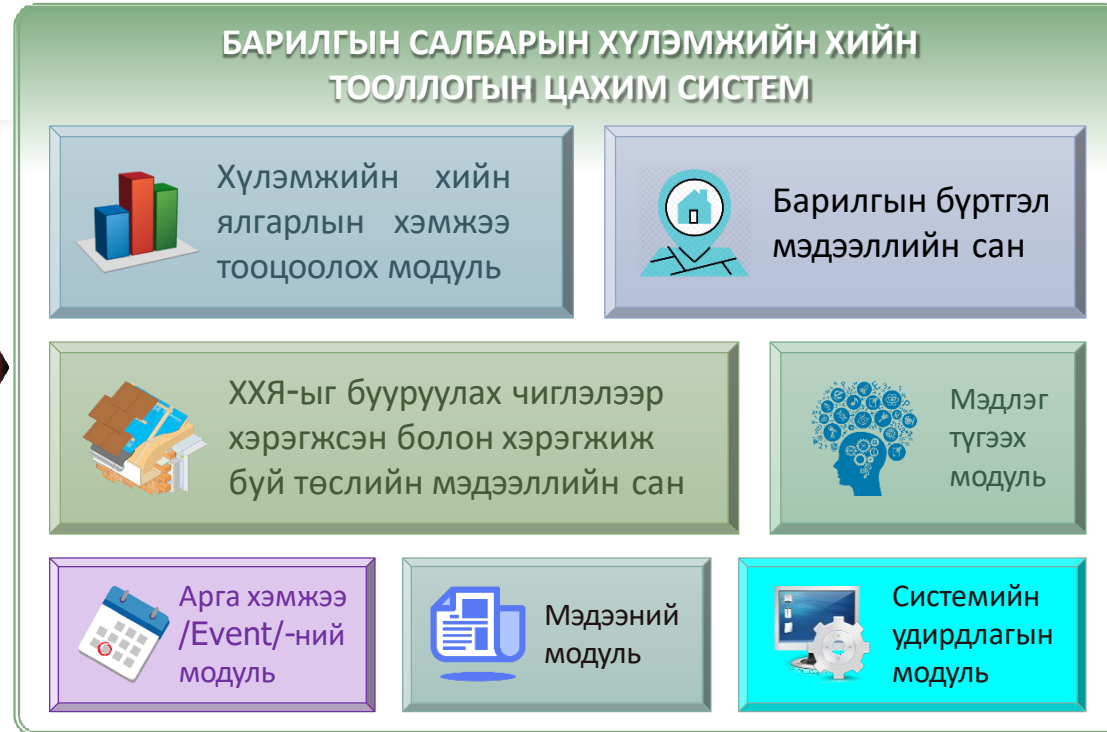 БАРИЛГЫН САЛБАРЫН ХҮЛЭМЖИЙН ХИЙН
ТООЛЛОГЫН ЦАХИМ СИСТЕМ
Хүлэмжийн хийн
ялгарлын хэмжээ
тооцоолох модуль
Барилгын бүртгэл
мэдээллийн сан
ХХЯ-ыг бууруулах чиглэлээр
хэрэгжсэн болон хэрэгжиж
буй төслийн мэдээллийн сан
Мэдлэг
түгээх
модуль
Арга хэмжээ
/Event/-ний
модуль
Мэдээний
модуль
Системийн
удирдлагын
модуль